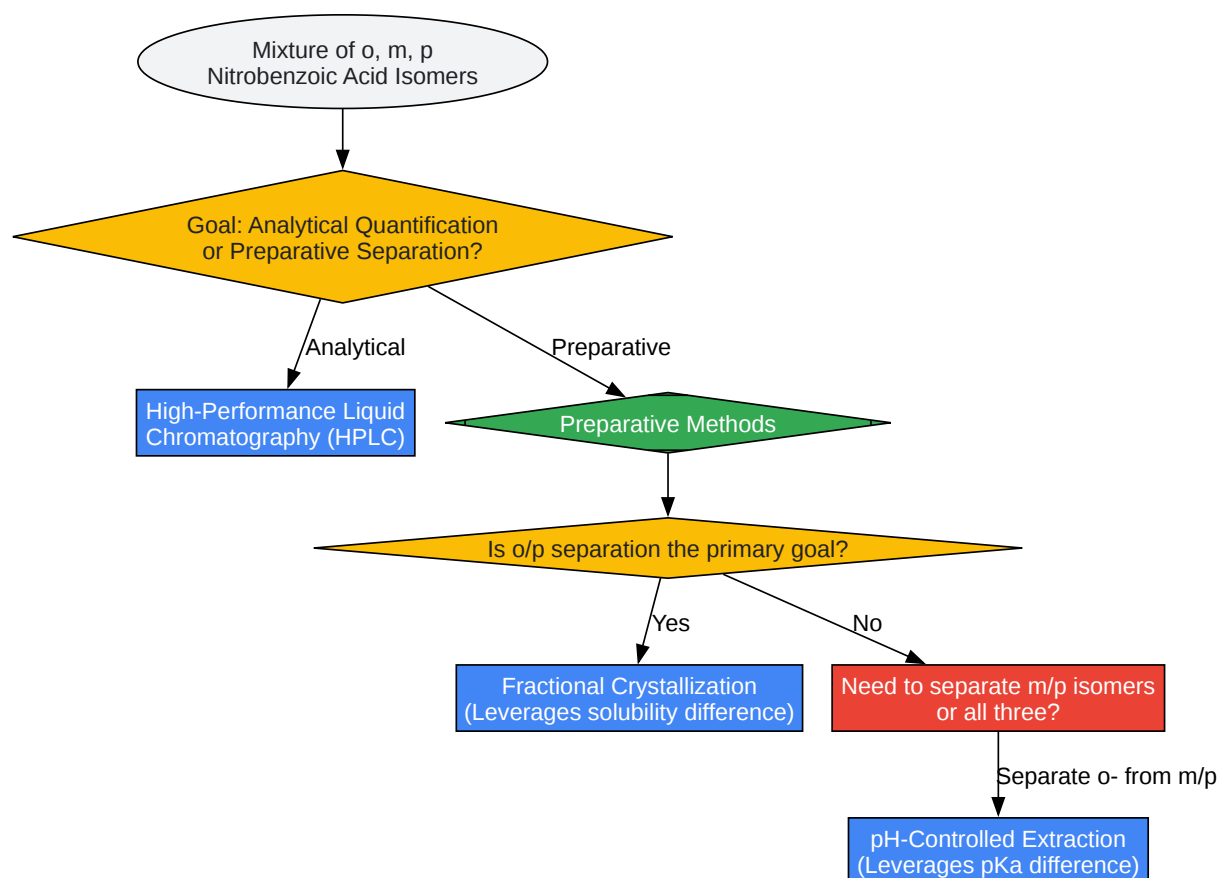 Mixture of o, m, p
Nitrobenzoic Acid Isomers
Goal: Analytical Quantification
or Preparative Separation?
Analytical
Preparative
High-Performance Liquid
Chromatography (HPLC)
Preparative Methods
Is o/p separation the primary goal?
Yes
No
Fractional Crystallization
(Leverages solubility difference)
Need to separate m/p isomers
or all three?
Separate o- from m/p
pH-Controlled Extraction
(Leverages pKa difference)